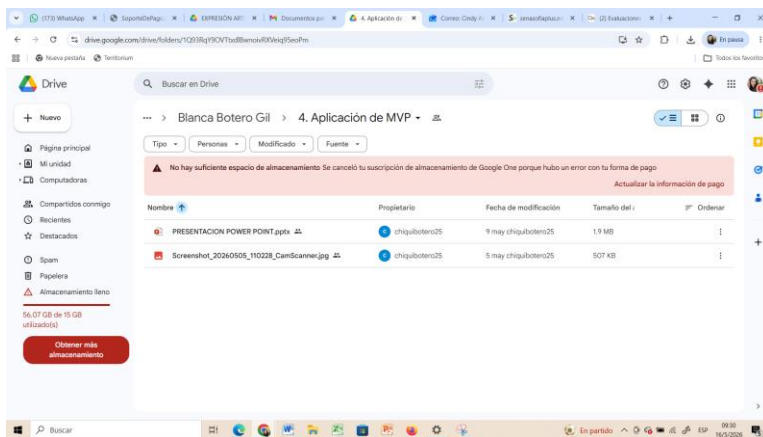 (173) WhatsApp
EXPRESIÓN ART
4. Aplicación de
(2) Evaluacione
drive.google.com/drive/folders/
En pausa
Nueva pestaña
Territorium
Todos los favoritos
Drive
Buscar en Drive
Nuevo
Blanca Botero Gil > 4. Aplicación de MVP
Tipo
Personas
Modificado
Fuente
Página principal
Mi unidad
Computadoras
Compartidos conmigo
Recientes
Destacados
Spam
Papelera
Almacenamiento lleno
56.07 GB de 15 GB
utilizado(s)
Obtener más
almacenamiento
No hay suficiente espacio de almacenamiento Se canceló tu suscripción de almacenamiento de Google One porque hubo un error con tu forma de pago
Actualizar la información de pago
Nombre
Propietario
Fecha de modificación
Tamaño del
Ordenar
PRESENTACION POWER POINT.pptx
chiquibotero25
9 may chiquibotero25
1.9 MB
Screenshot_20260505_110228_CamScanner.jpg
chiquibotero25
5 may chiquibotero25
507 KB
Buscar
En partido
ESP
09:30
16/5/2026